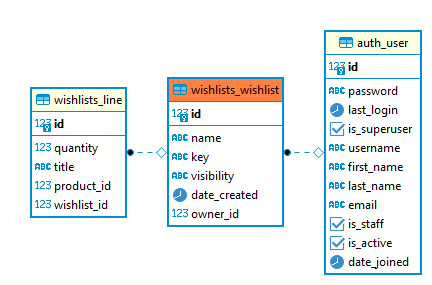 wishlists_line
123 id
123 quantity
ABC title
123 product_id
123 wishlist_id
wishlists_wishlist
123 id
ABC name
ABC key
ABC visibility
date_created
123 owner_id
auth_user
123 id
ABC password
last_login
is_superuser
ABC username
ABC first_name
ABC last_name
ABC email
is_staff
is_active
date_joined